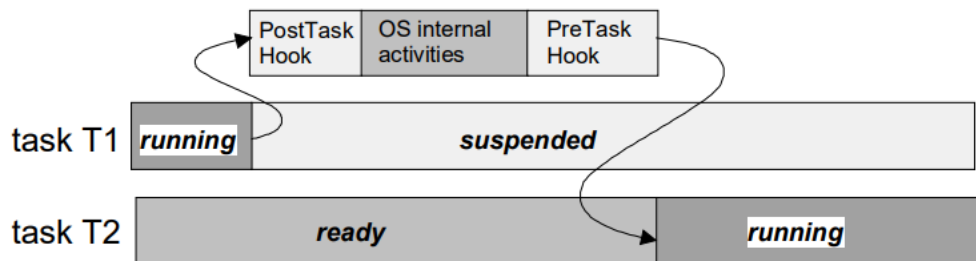 PostTask OS internal PreTask
Hook activities Hook
task T1 running suspended
task T2 ready running